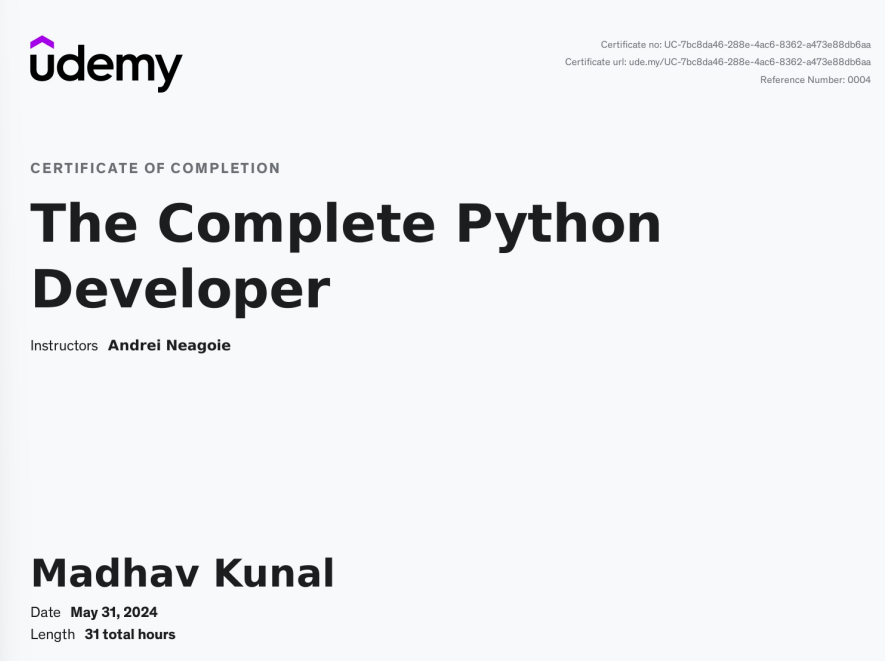 udemy
Certificate no: UC-7bc8da46-288e-4ac6-8362-a473e88db6aa
Certificate url: ude.my/UC-7bc8da46-288e-4ac6-8362-a473e88db6aa
Reference Number: 0004
CERTIFICATE OF COMPLETION
The Complete Python
Developer
Instructors Andrei Neagoie
Madhav Kunal
Date May 31, 2024
Length 31 total hours